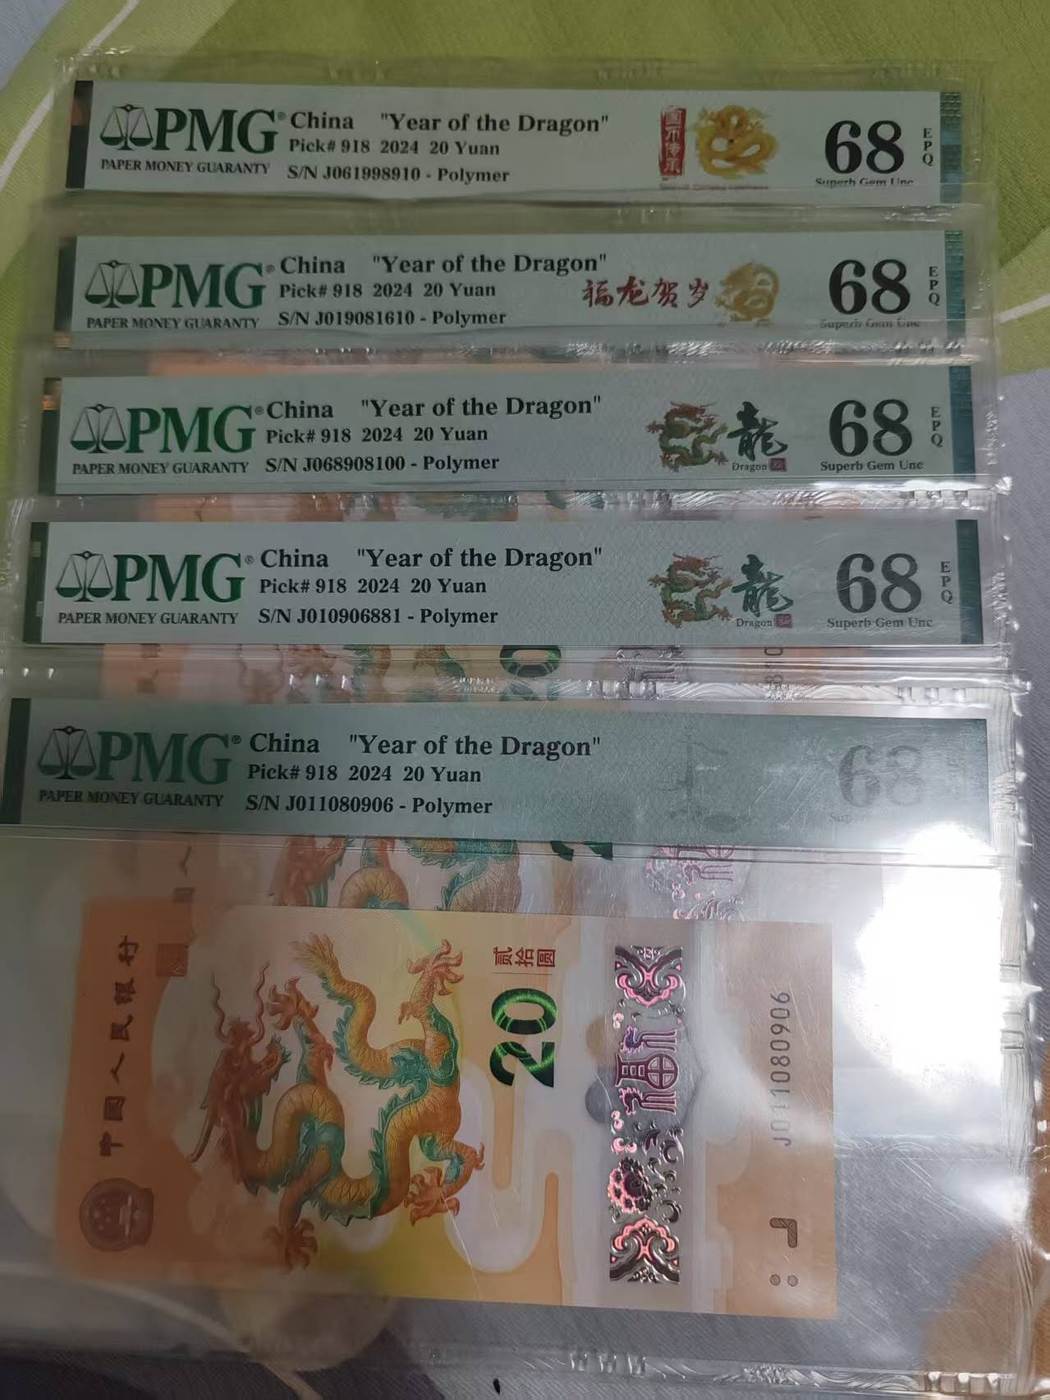 PMG®
PAPER MONEY GUARANTY
China "Year of the Dragon"
Pick# 918 2024 20 Yuan
S/N J061998910 - Polymer
68
EPQ
Superb Gem Unc
PMG®
PAPER MONEY GUARANTY
China "Year of the Dragon"
Pick# 918 2024 20 Yuan
S/N J019081610 - Polymer
福龙贺岁
68
EPQ
Superb Gem Unc
PMG®
PAPER MONEY GUARANTY
China "Year of the Dragon"
Pick# 918 2024 20 Yuan
S/N J068908100 - Polymer
龍
Dragon
68
EPQ
Superb Gem Unc
PMG®
PAPER MONEY GUARANTY
China "Year of the Dragon"
Pick# 918 2024 20 Yuan
S/N J010906881 - Polymer
龍
Dragon
68
EPQ
Superb Gem Unc
20
PMG®
PAPER MONEY GUARANTY
China "Year of the Dragon"
Pick# 918 2024 20 Yuan
S/N J011080906 - Polymer
68
中国人民银行
贰拾圆
20
福
J011080906